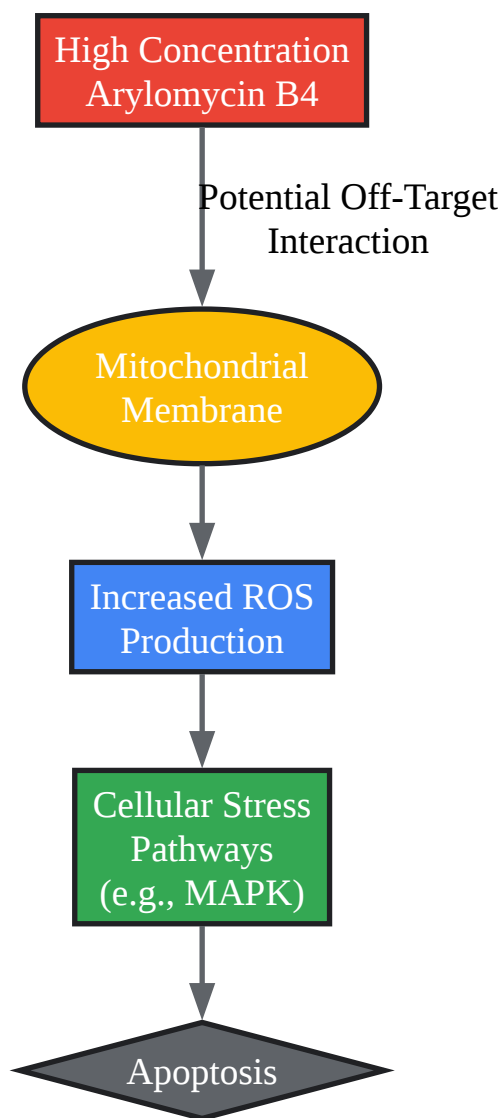 High Concentration
Arylomycin B4
Potential Off-Target
Interaction
Mitochondrial
Membrane
Increased ROS
Production
Cellular Stress
Pathways
(e.g., MAPK)
Apoptosis